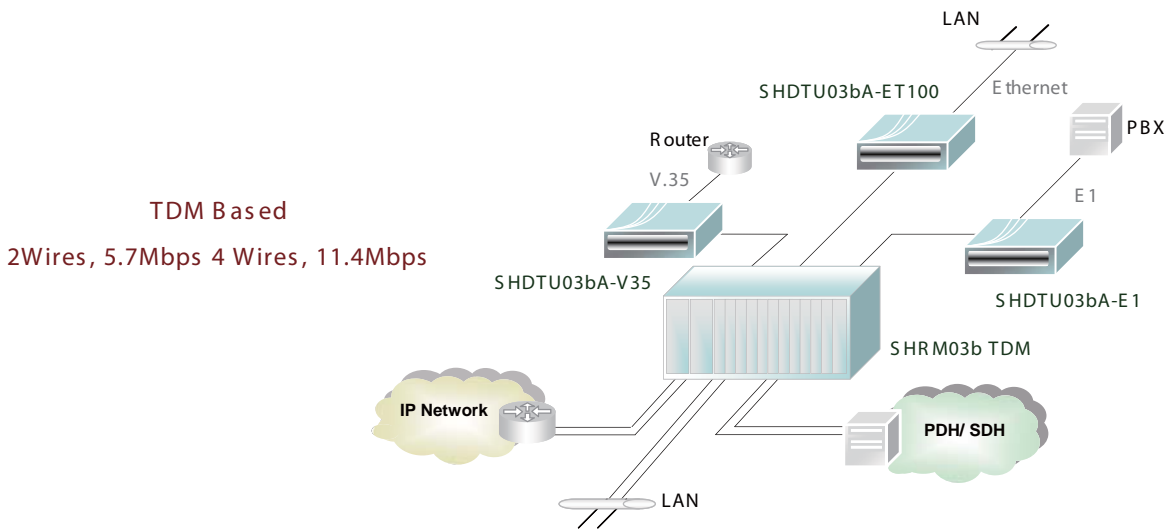 LAN
Ethernet
SHDTU03bA-ET100
PBX
Router
V.35
E1
TDM Based
2Wires, 5.7Mbps 4 Wires, 11.4Mbps
SHDTU03bA-V35
SHDTU03bA-E1
SHRM03b TDM
IP Network
PDH/ SDH
LAN